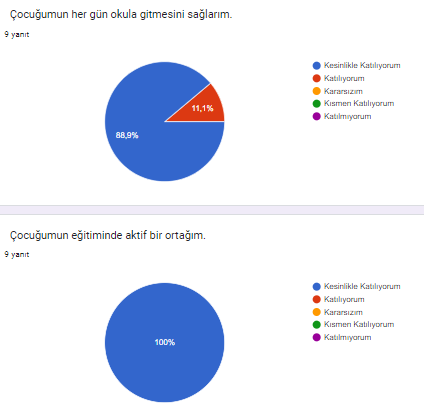 Çocuğumun her gün okula gitmesini sağlarım.
9 yanıt
Kesinlikle Katılıyorum
Katılıyorum
Kararsızım
Kısmen Katılıyorum
Katılmıyorum
11,1%
88,9%
Çocuğumun eğitiminde aktif bir ortağım.
9 yanıt
Kesinlikle Katılıyorum
Katılıyorum
Kararsızım
Kısmen Katılıyorum
Katılmıyorum
100%